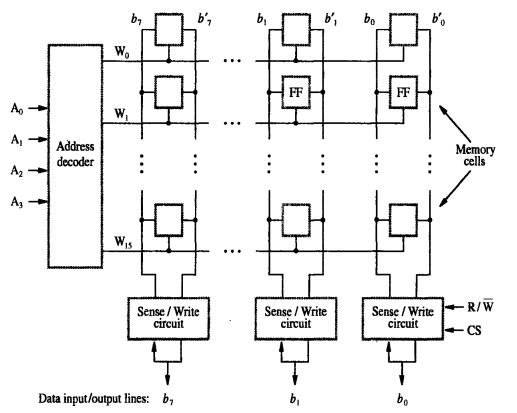 b₇ b'₇ b₁ b'₁ b₀ b'₀
W₀ ... ...
FF FF
A₀ W₁ ... ...
Address decoder
A₁
A₂
A₃
Memory cells
W₁₅ ... ...
Sense / Write circuit Sense / Write circuit Sense / Write circuit
R / W̅
CS
Data input/output lines: b₇ b₁ b₀